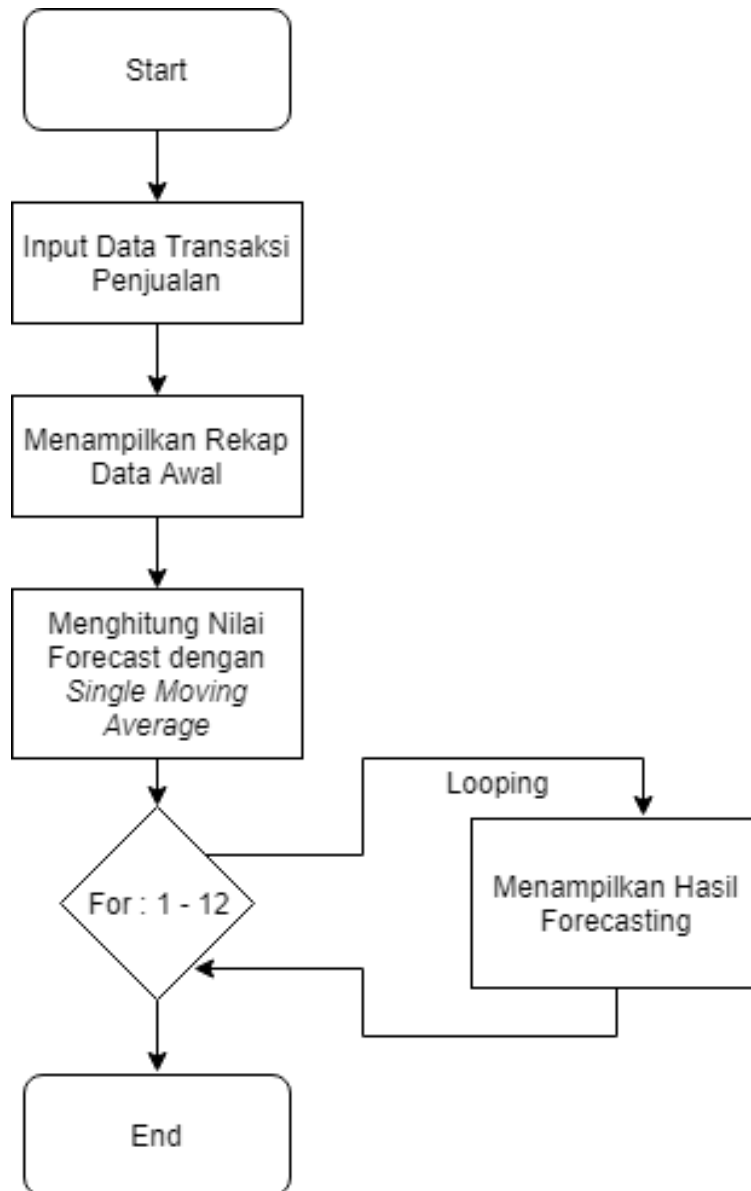 Start
Input Data Transaksi
Penjualan
Menampilkan Rekap
Data Awal
Menghitung Nilai
Forecast dengan
Single Moving
Average
Looping
For : 1 - 12
Menampilkan Hasil
Forecasting
End